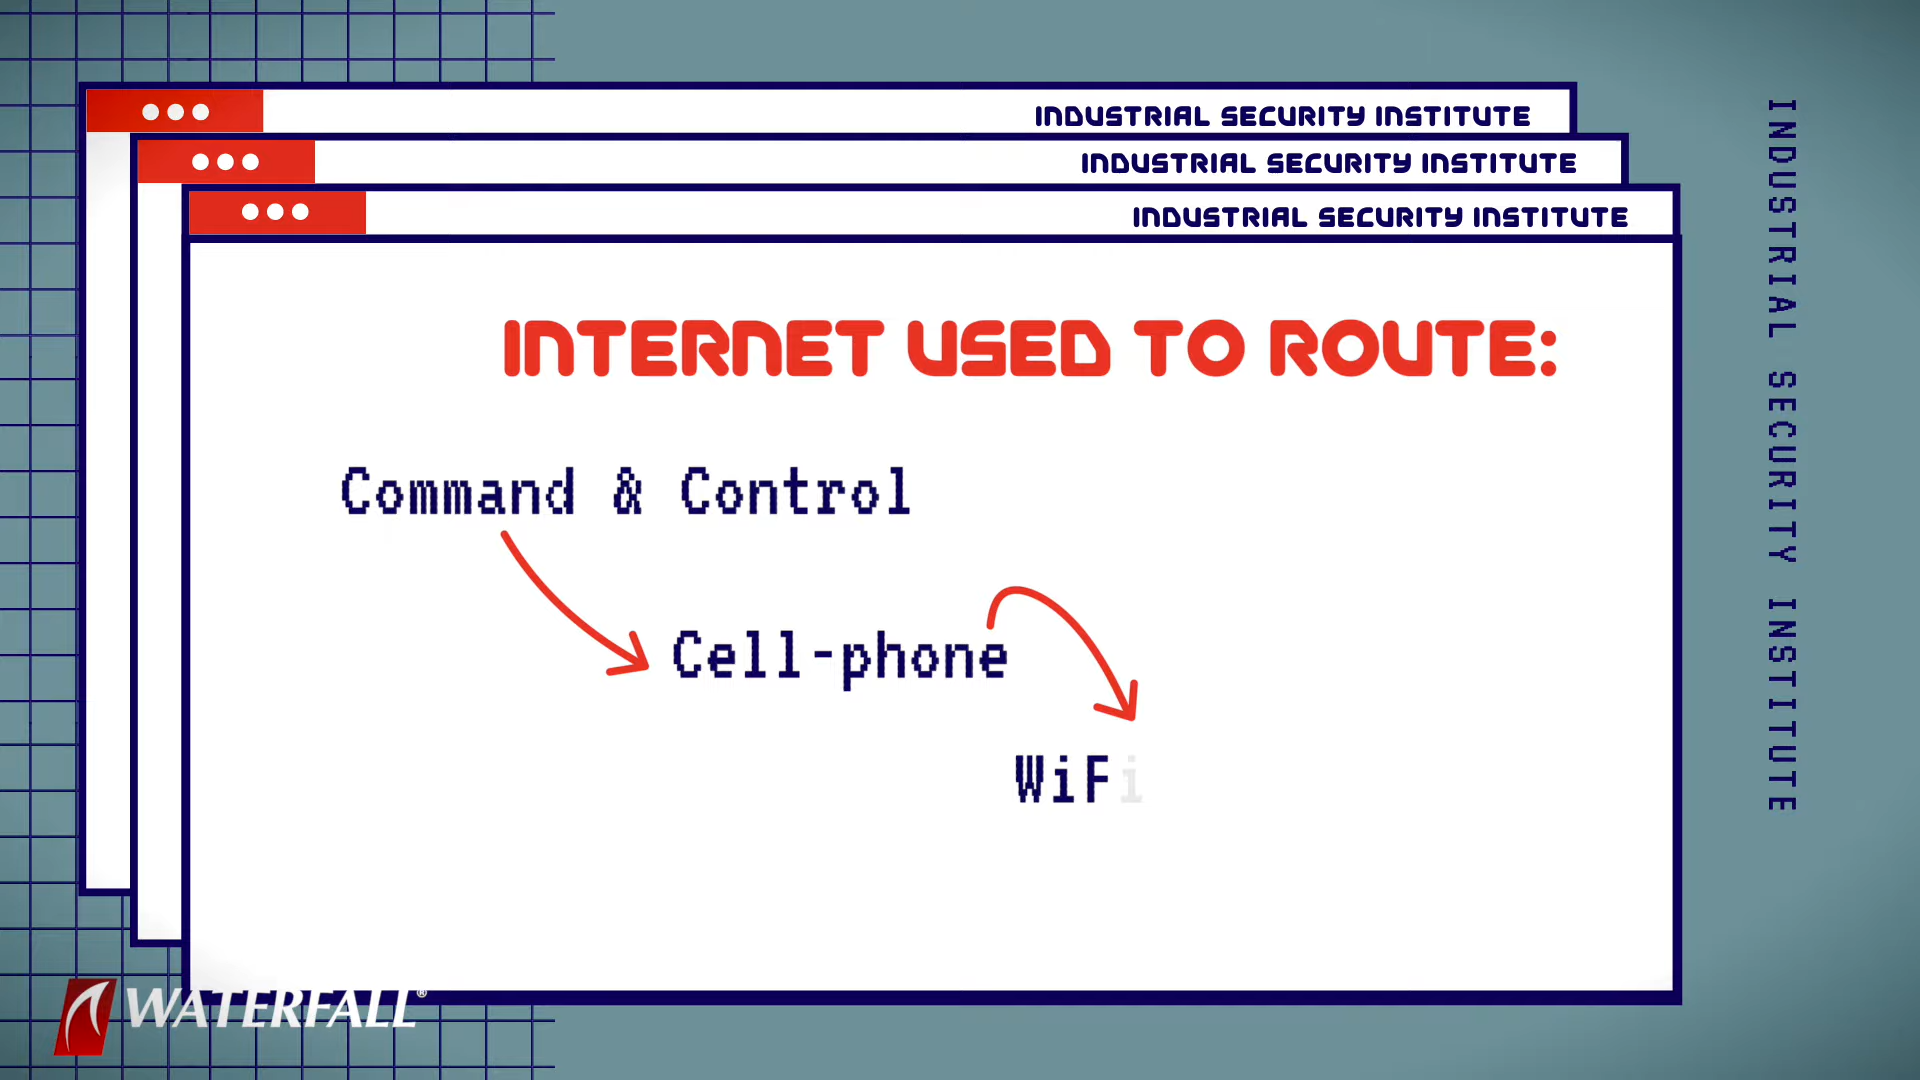 INDUSTRIAL SECURITY INSTITUTE
INDUSTRIAL SECURITY INSTITUTE
INDUSTRIAL SECURITY INSTITUTE
INTERNET USED TO ROUTE:
Command & Control
Cell-phone
WiFi
WATERFALL®
INDUSTRIAL SECURITY INSTITUTE